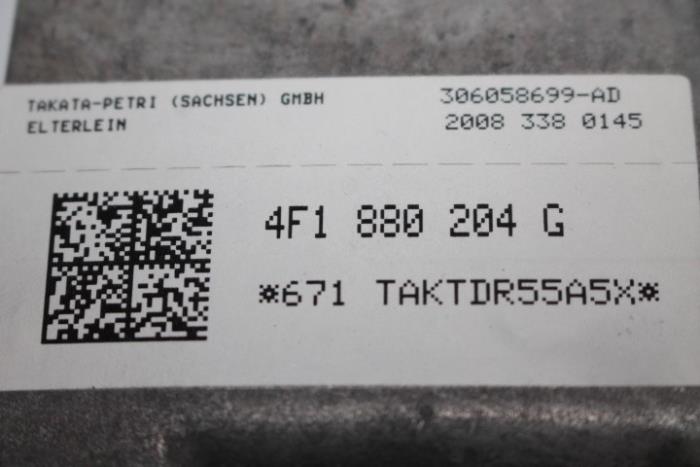 TAKATA-PETRI (SACHSEN) GMBH
ELTERLEIN
306058699-AD
2008 338 0145
4F1 880 204 G
*671 TAKTDR55A5X*